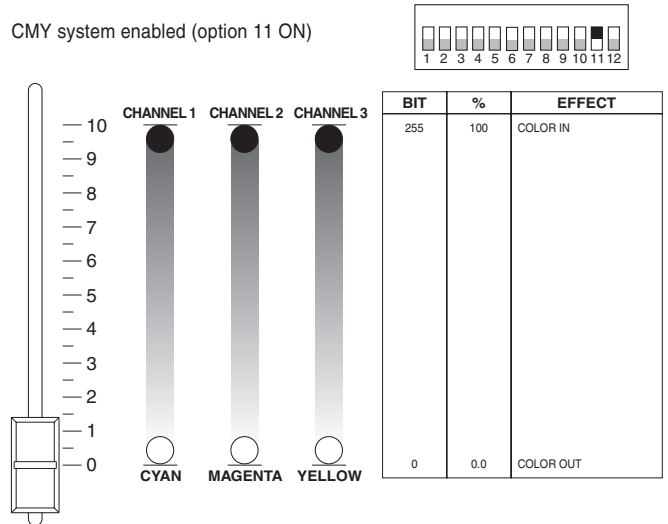 CMY system enabled (option 11 ON)
1 2 3 4 5 6 7 8 9 10 11 12
CHANNEL 1 CHANNEL 2 CHANNEL 3
10
9
8
7
6
5
4
3
2
1
0
CYAN MAGENTA YELLOW
BIT % EFFECT
255 100 COLOR IN
0 0.0 COLOR OUT